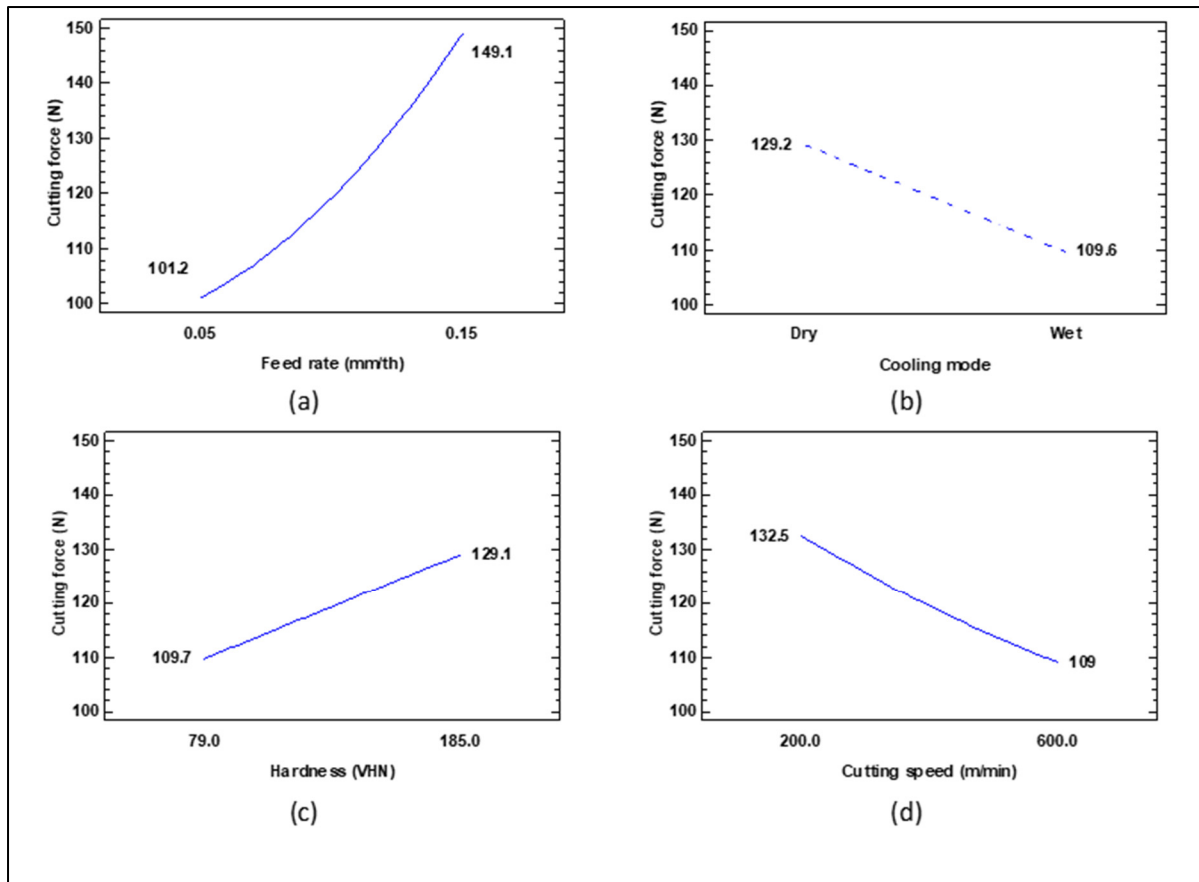 150
140
130
120
110
100
Cutting force (N)
149.1
101.2
0.05
0.15
Feed rate (mm/th)
(a)
150
140
130
120
110
100
Cutting force (N)
129.2
109.6
Dry
Wet
Cooling mode
(b)
150
140
130
120
110
100
Cutting force (N)
129.1
109.7
79.0
185.0
Hardness (VHN)
(c)
150
140
130
120
110
100
Cutting force (N)
132.5
109
200.0
600.0
Cutting speed (m/min)
(d)